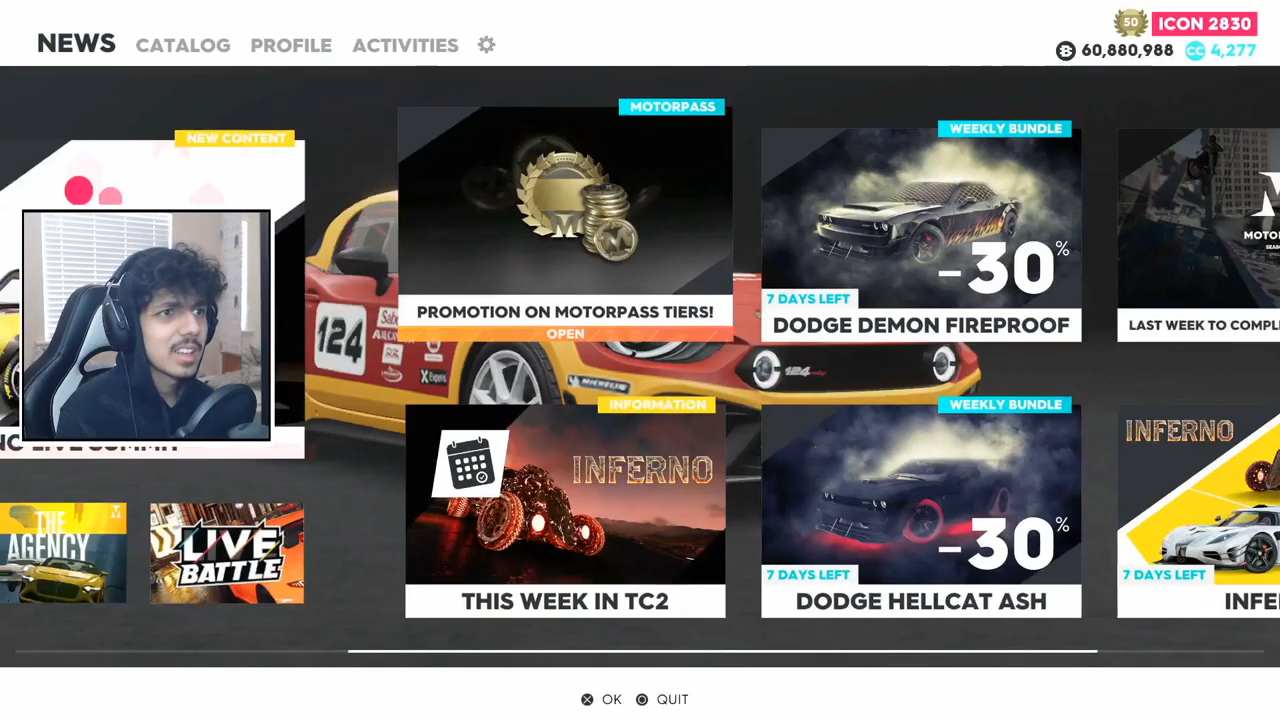 NEWS CATALOG PROFILE ACTIVITIES
50 ICON 2830
60,880,988 CC 4,277
NEW CONTENT
MOTORPASS
PROMOTION ON MOTORPASS TIERS!
OPEN
WEEKLY BUNDLE
-30%
7 DAYS LEFT
DODGE DEMON FIREPROOF
LAST WEEK TO
124
MICHELIN
124
THE AGENCY
LIVE BATTLE
INFORMATION
INFERNO
THIS WEEK IN TC2
WEEKLY BUNDLE
-30%
7 DAYS LEFT
DODGE HELLCAT ASH
INFERNO
7 DAYS LEFT
OK QUIT